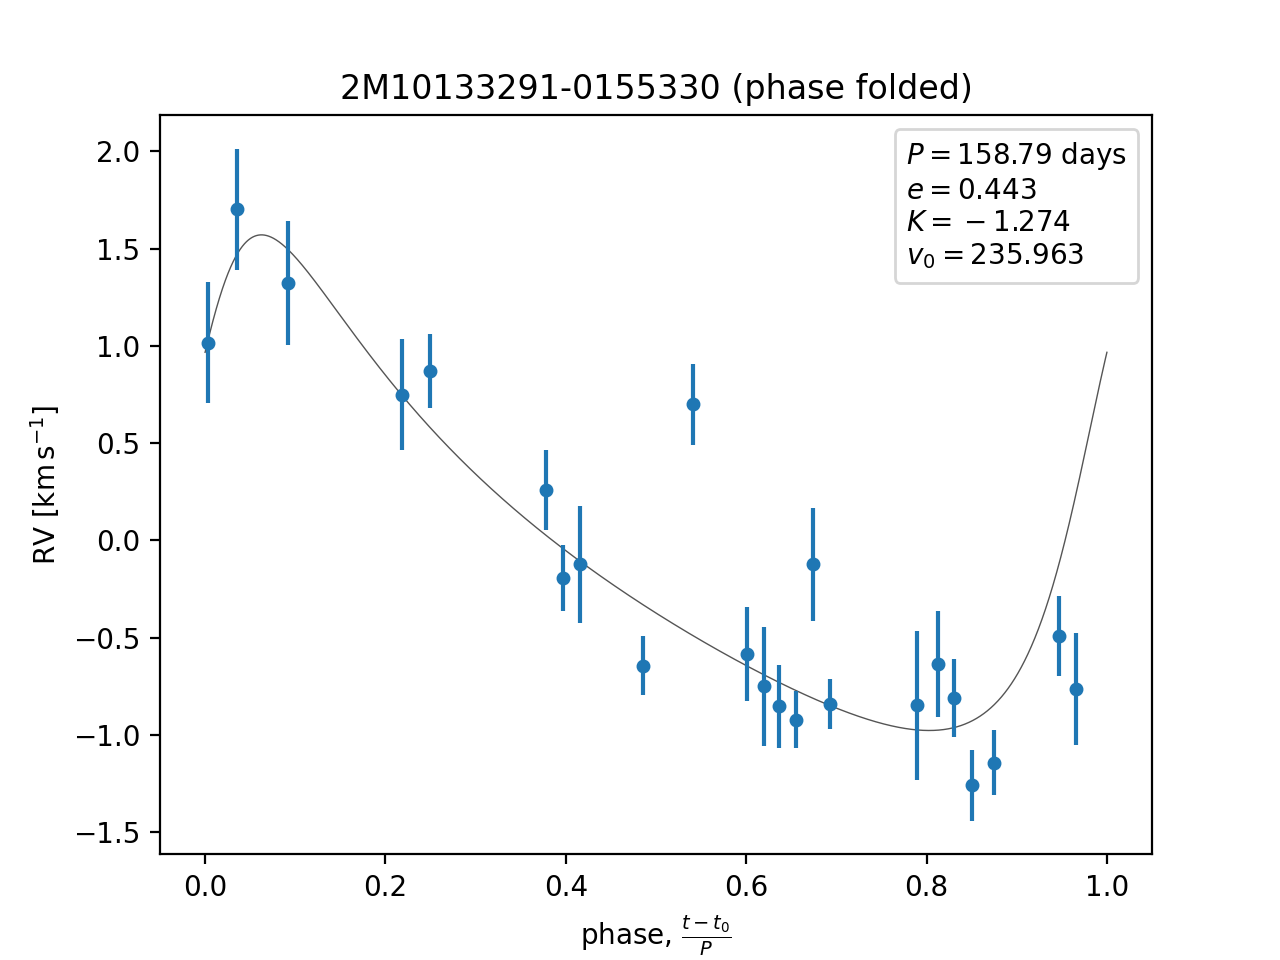 2M10133291-0155330 (phase folded)
P = 158.79 days
e = 0.443
K = −1.274
v₀ = 235.963
2.0
1.5
1.0
0.5
0.0
−0.5
−1.0
−1.5
RV [km s⁻¹]
0.0 0.2 0.4 0.6 0.8 1.0
phase, (t − t₀)/P